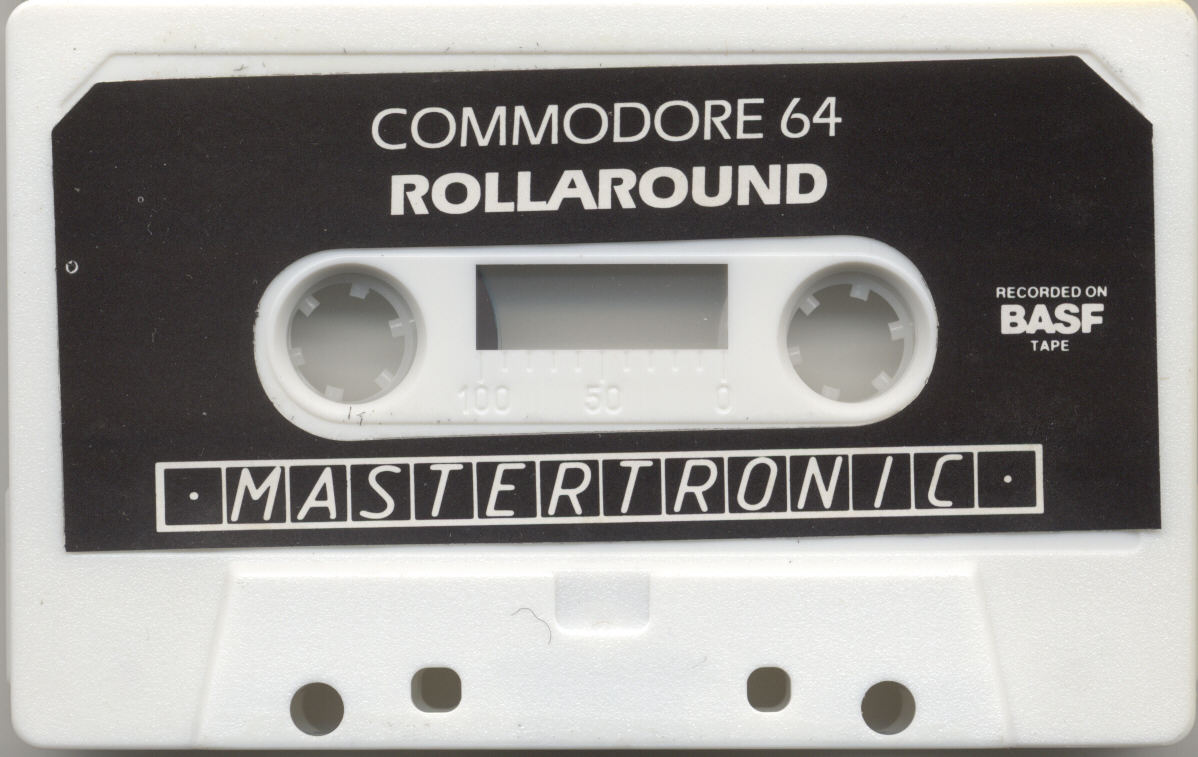 COMMODORE 64
ROLLAROUND
RECORDED ON
BASF
TAPE
100 50 0
· MASTERTRONIC ·